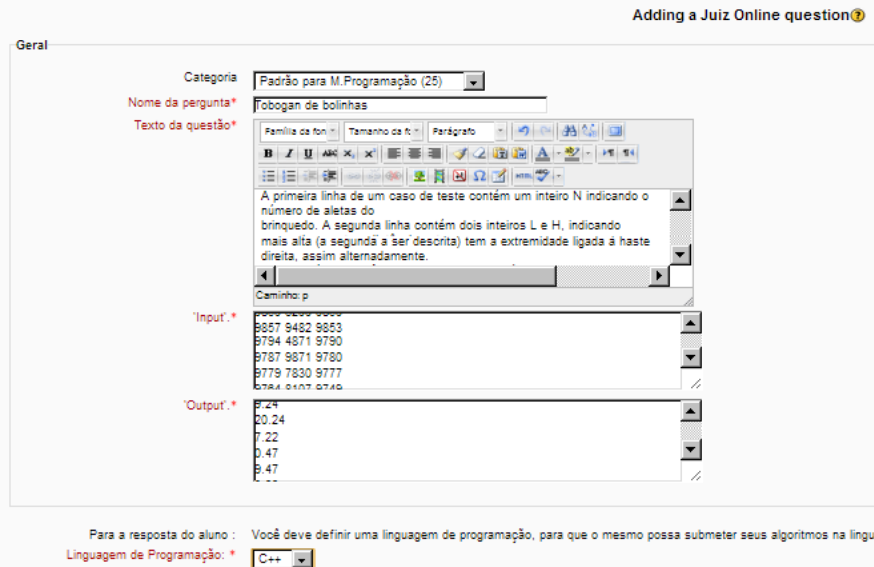 Adding a Juiz Online question
Geral
Categoria Padrão para M.Programação (25)
Nome da pergunta* Tobogan de bolinhas
Texto da questão*
Família da fon Tamanho da fc Parágrafo
A primeira linha de um caso de teste contém um inteiro N indicando o
número de aletas do
brinquedo. A segunda linha contém dois inteiros L e H, indicando
mais alta (a segunda a ser descrita) tem a extremidade ligada à haste
direita, assim alternadamente.
Caminho: p
'Input'.*
9857 9482 9853
9794 4871 9790
9787 9871 9780
9779 7830 9777
9764 8107 9749
'Output'.*
9.24
20.24
7.22
0.47
9.47
Para a resposta do aluno : Você deve definir uma linguagem de programação, para que o mesmo possa submeter seus algoritmos na lingu
Linguagem de Programação: * C++